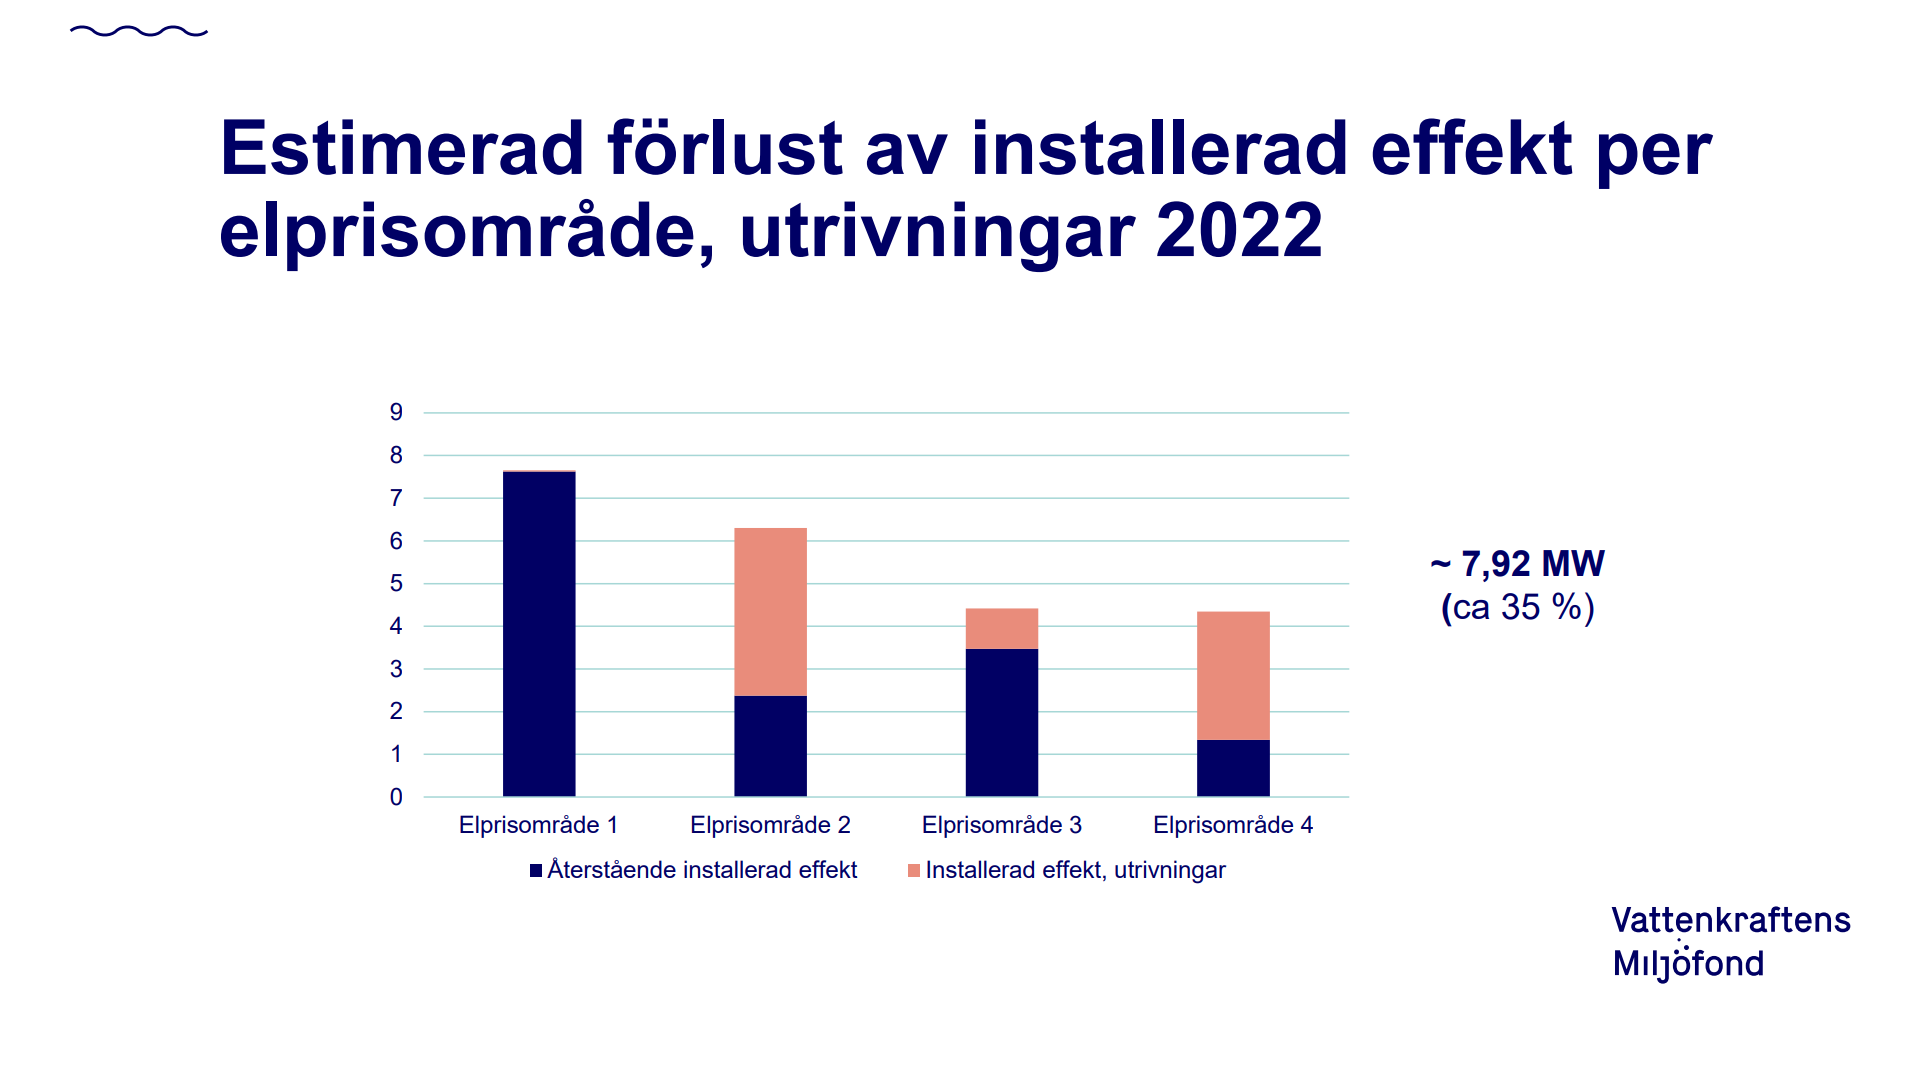 Estimerad förlust av installerad effekt per
elprisområde, utrivningar 2022
9
8
7
6
5
4
3
2
1
0
Elprisområde 1 Elprisområde 2 Elprisområde 3 Elprisområde 4
Återstående installerad effekt Installerad effekt, utrivningar
~ 7,92 MW
(ca 35 %)
Vattenkraftens
Miljöfond